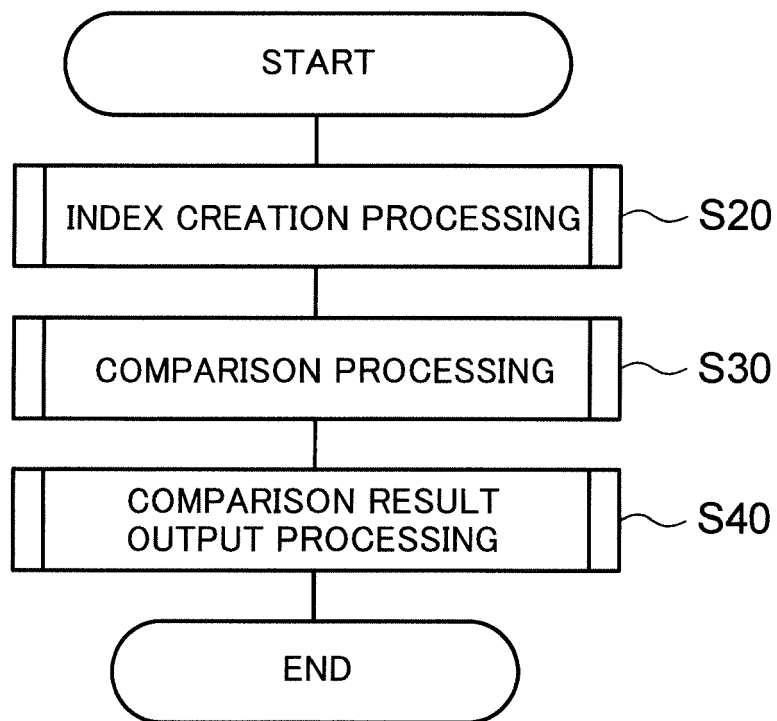 START
INDEX CREATION PROCESSING
S20
COMPARISON PROCESSING
S30
COMPARISON RESULT
OUTPUT PROCESSING
S40
END